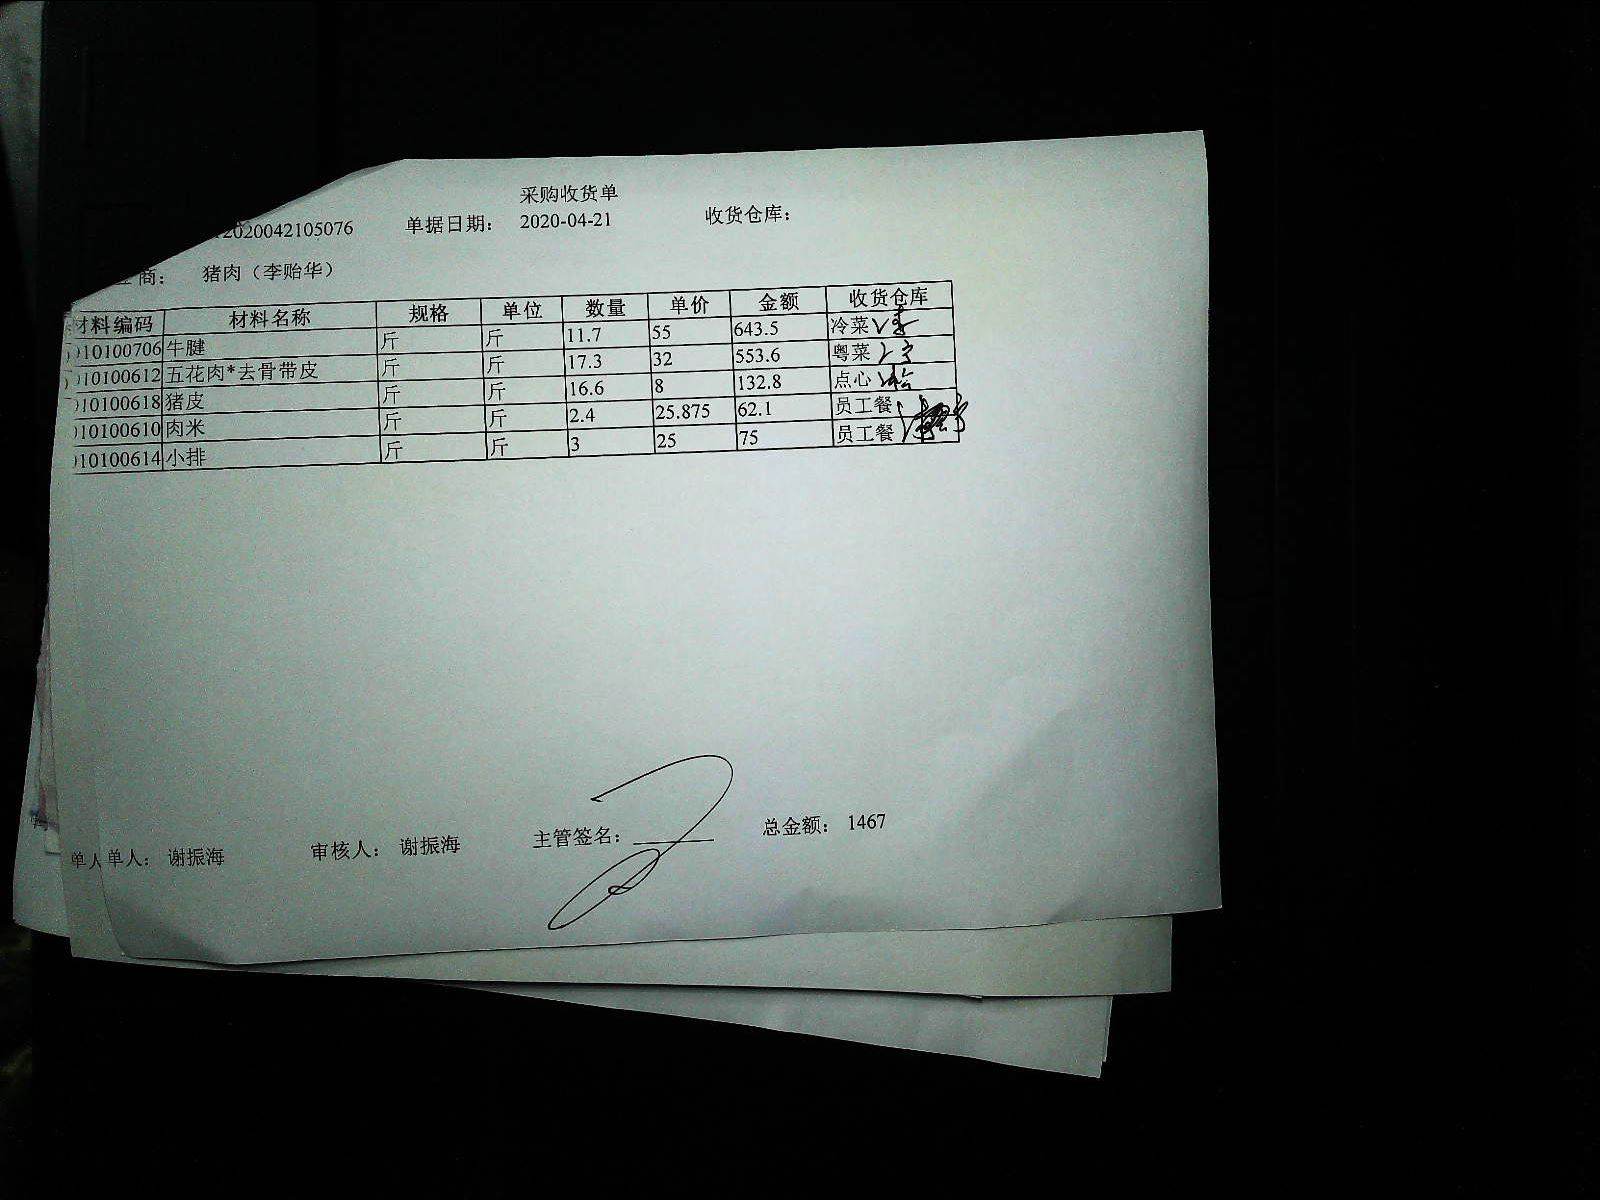 采购收货单
2020042105076 单据日期: 2020-04-21 收货仓库:
商: 猪肉（李贻华）
材料编码 材料名称 规格 单位 数量 单价 金额 收货仓库
010100706 牛腱 斤 斤 11.7 55 643.5 冷菜
010100612 五花肉*去骨带皮 斤 斤 17.3 32 553.6 粤菜
010100618 猪皮 斤 斤 16.6 8 132.8 点心
010100610 肉米 斤 斤 2.4 25.875 62.1 员工餐
010100614 小排 斤 斤 3 25 75 员工餐
单人 单人: 谢振海 审核人: 谢振海 主管签名: 总金额: 1467